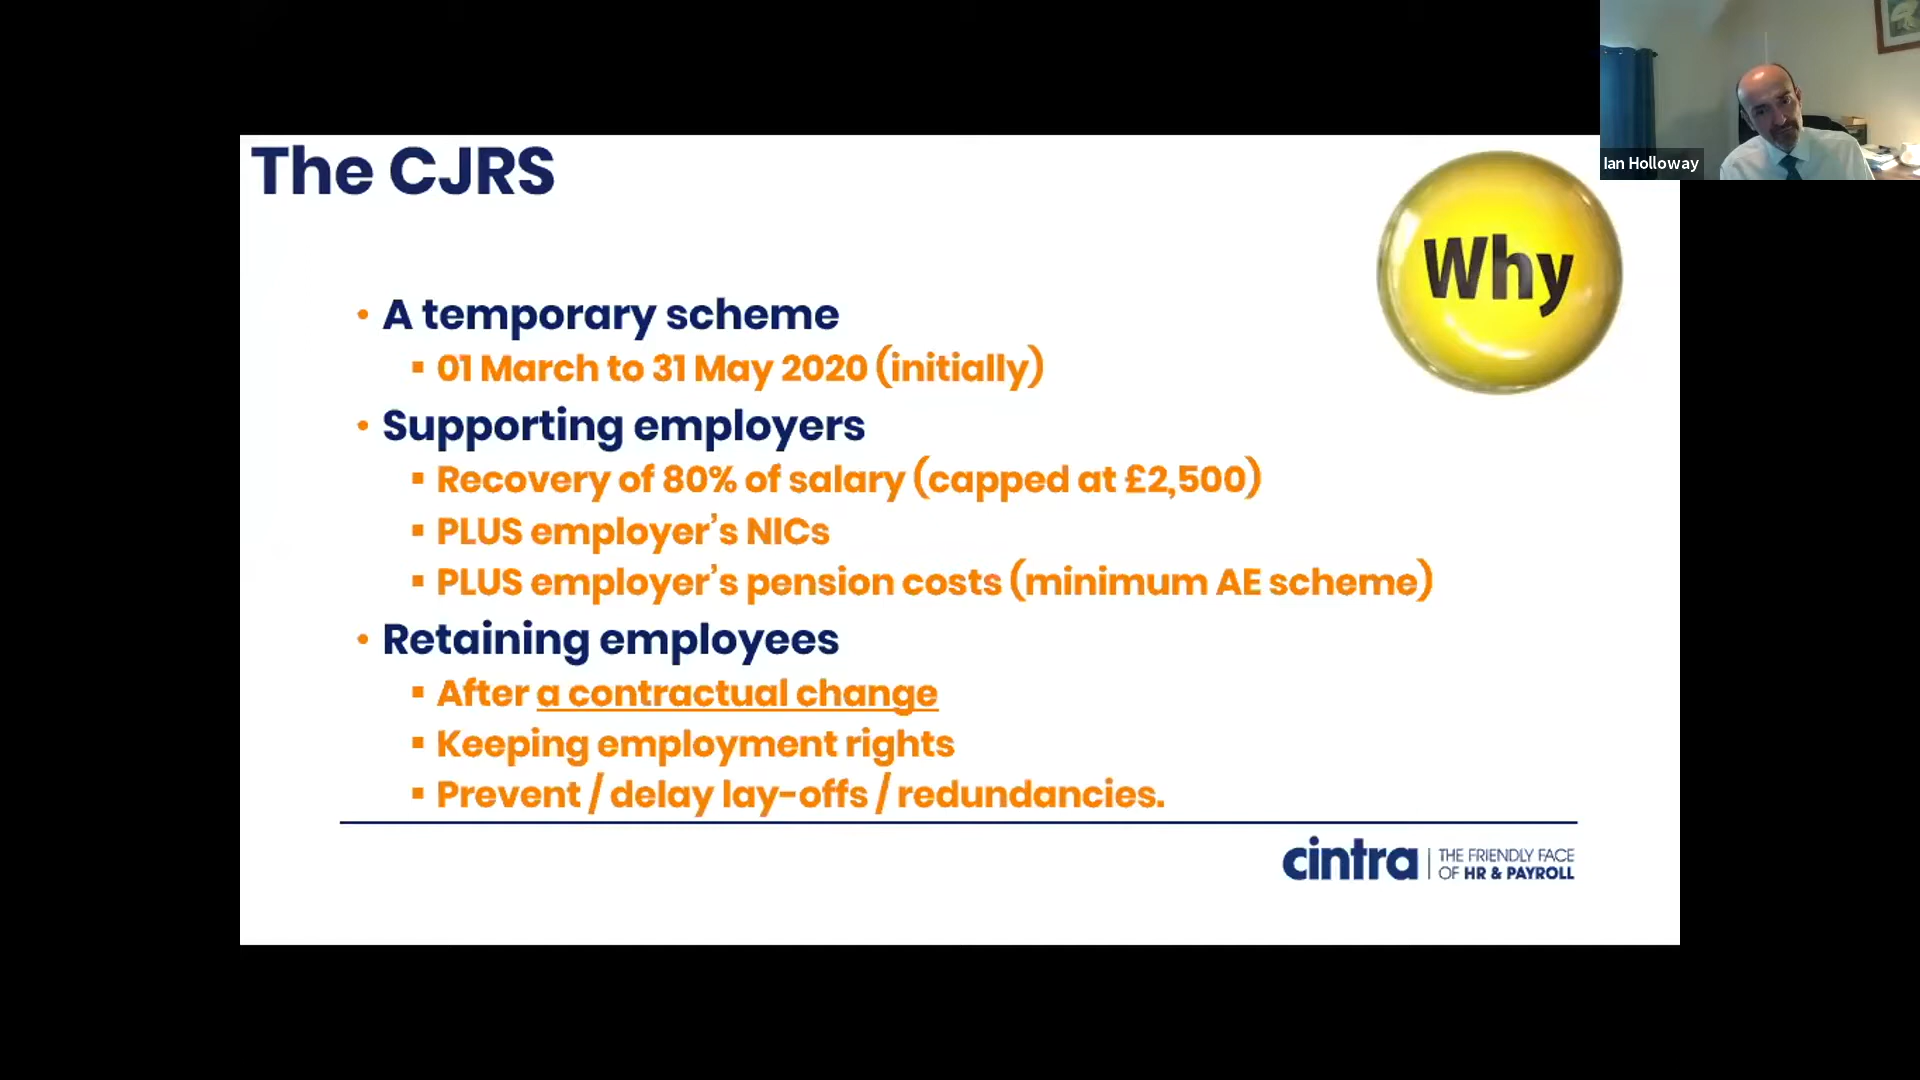 The CJRS
Why
Ian Holloway
• A temporary scheme
▪ 01 March to 31 May 2020 (initially)
• Supporting employers
▪ Recovery of 80% of salary (capped at £2,500)
▪ PLUS employer’s NICs
▪ PLUS employer’s pension costs (minimum AE scheme)
• Retaining employees
▪ After a contractual change
▪ Keeping employment rights
▪ Prevent / delay lay-offs / redundancies.
cintra
THE FRIENDLY FACE
OF HR & PAYROLL